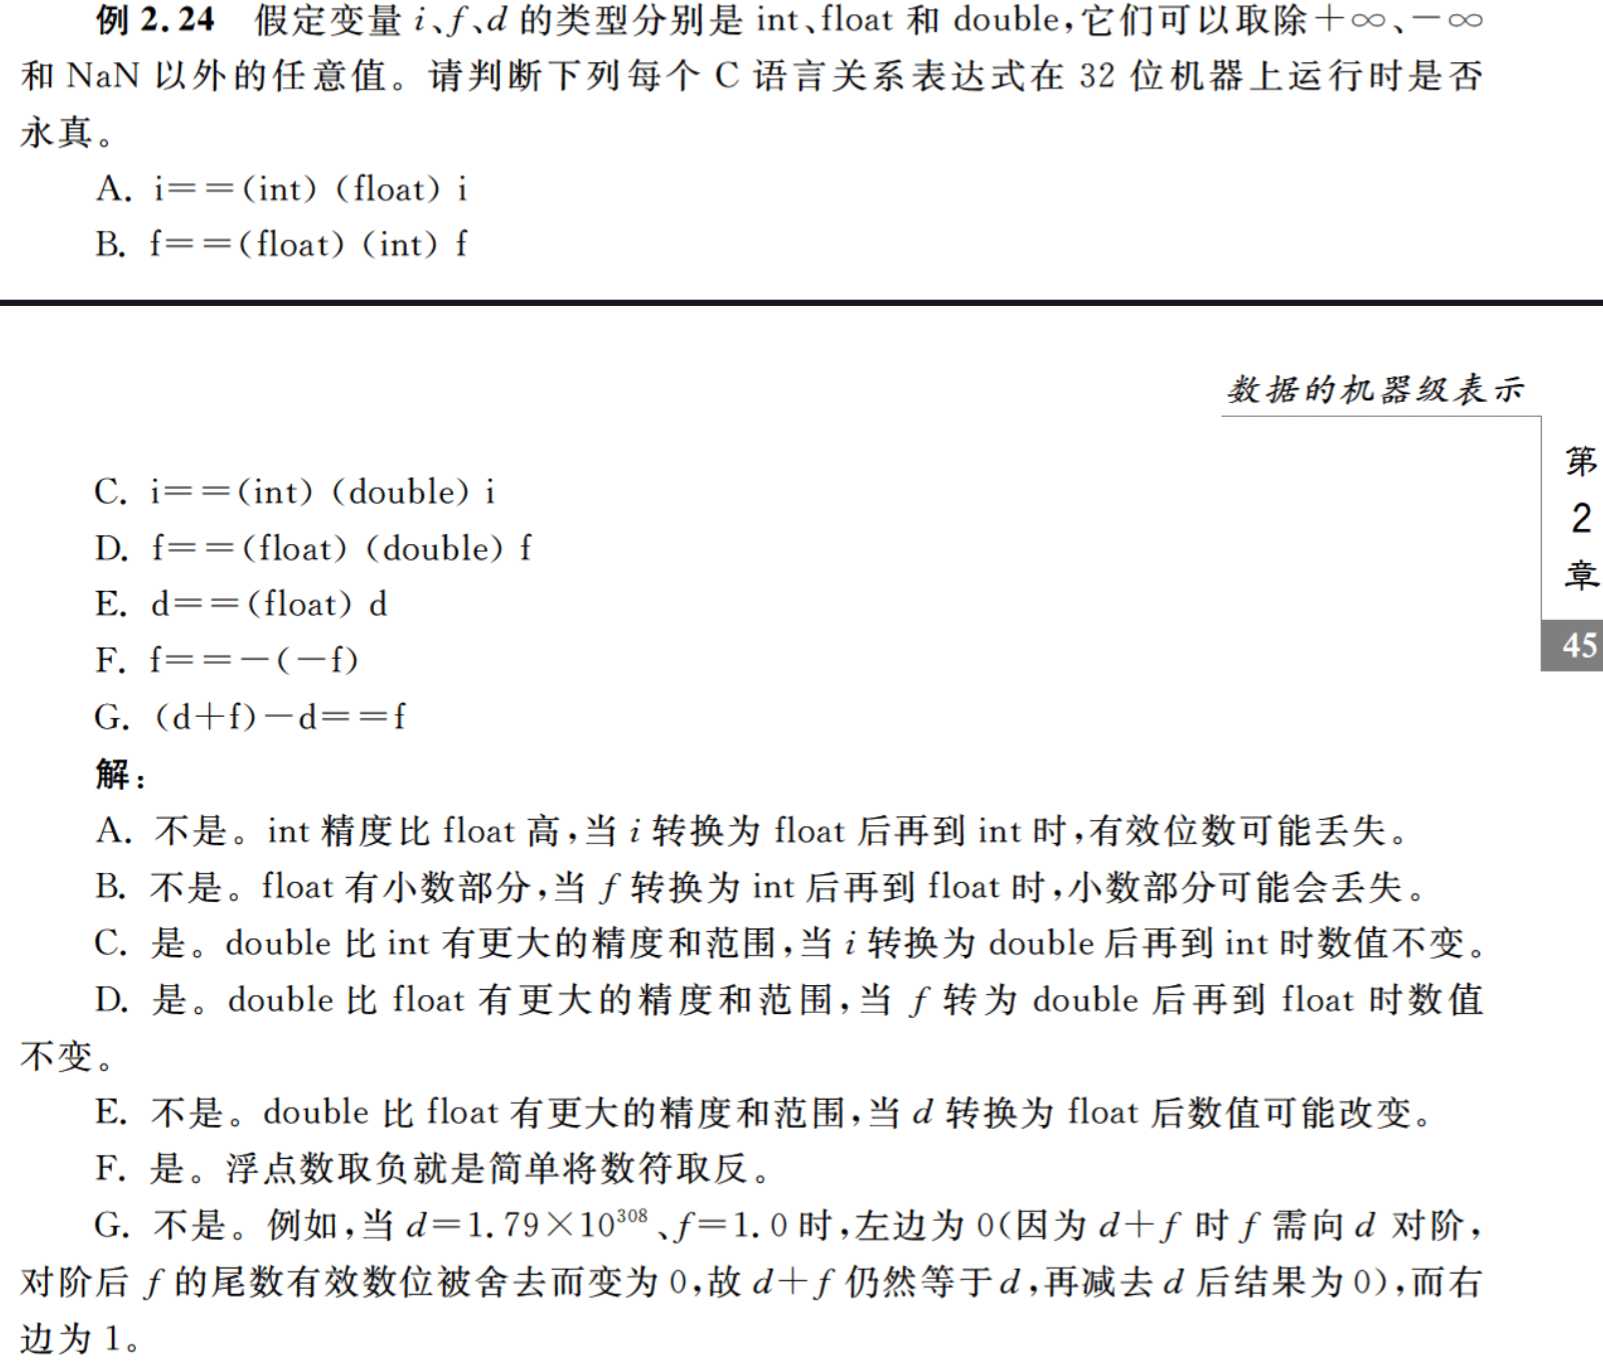 例 2.24 假定变量 i、f、d 的类型分别是 int、float 和 double,它们可以取除+∞、-∞
和 NaN 以外的任意值。请判断下列每个 C 语言关系表达式在 32 位机器上运行时是否
永真。
A. i==(int) (float) i
B. f==(float) (int) f
数据的机器级表示
第
2
章
45
C. i==(int) (double) i
D. f==(float) (double) f
E. d==(float) d
F. f==-(-f)
G. (d+f)-d==f
解:
A. 不是。int 精度比 float 高,当 i 转换为 float 后再到 int 时,有效位数可能丢失。
B. 不是。float 有小数部分,当 f 转换为 int 后再到 float 时,小数部分可能会丢失。
C. 是。double 比 int 有更大的精度和范围,当 i 转换为 double 后再到 int 时数值不变。
D. 是。double 比 float 有更大的精度和范围,当 f 转为 double 后再到 float 时数值
不变。
E. 不是。double 比 float 有更大的精度和范围,当 d 转换为 float 后数值可能改变。
F. 是。浮点数取负就是简单将数符取反。
G. 不是。例如,当 d=1.79×10³⁰⁸、f=1.0 时,左边为 0(因为 d+f 时 f 需向 d 对阶,
对阶后 f 的尾数有效数位被舍去而变为 0,故 d+f 仍然等于 d,再减去 d 后结果为 0),而右
边为 1。